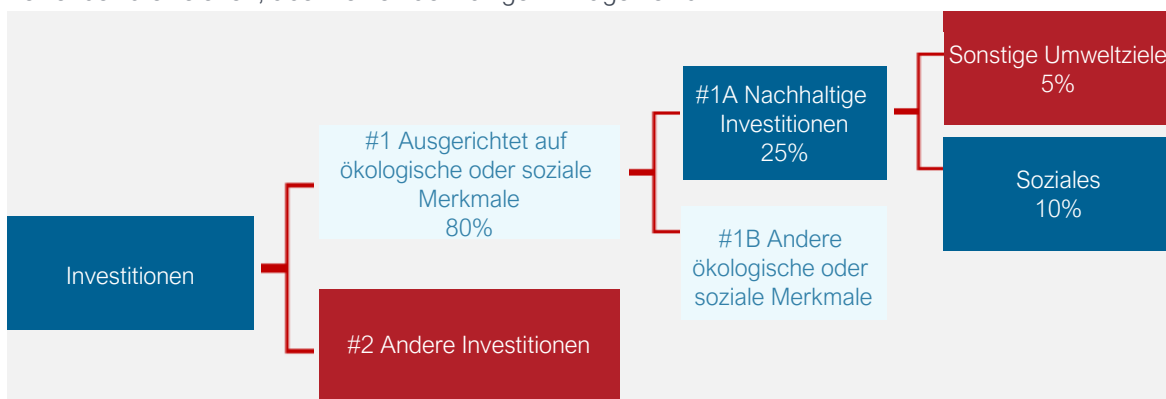 Investitionen
#1 Ausgerichtet auf
ökologische oder soziale
Merkmale
80%
#2 Andere Investitionen
#1A Nachhaltige
Investitionen
25%
#1B Andere
ökologische oder
soziale Merkmale
Sonstige Umweltziele
5%
Soziales
10%